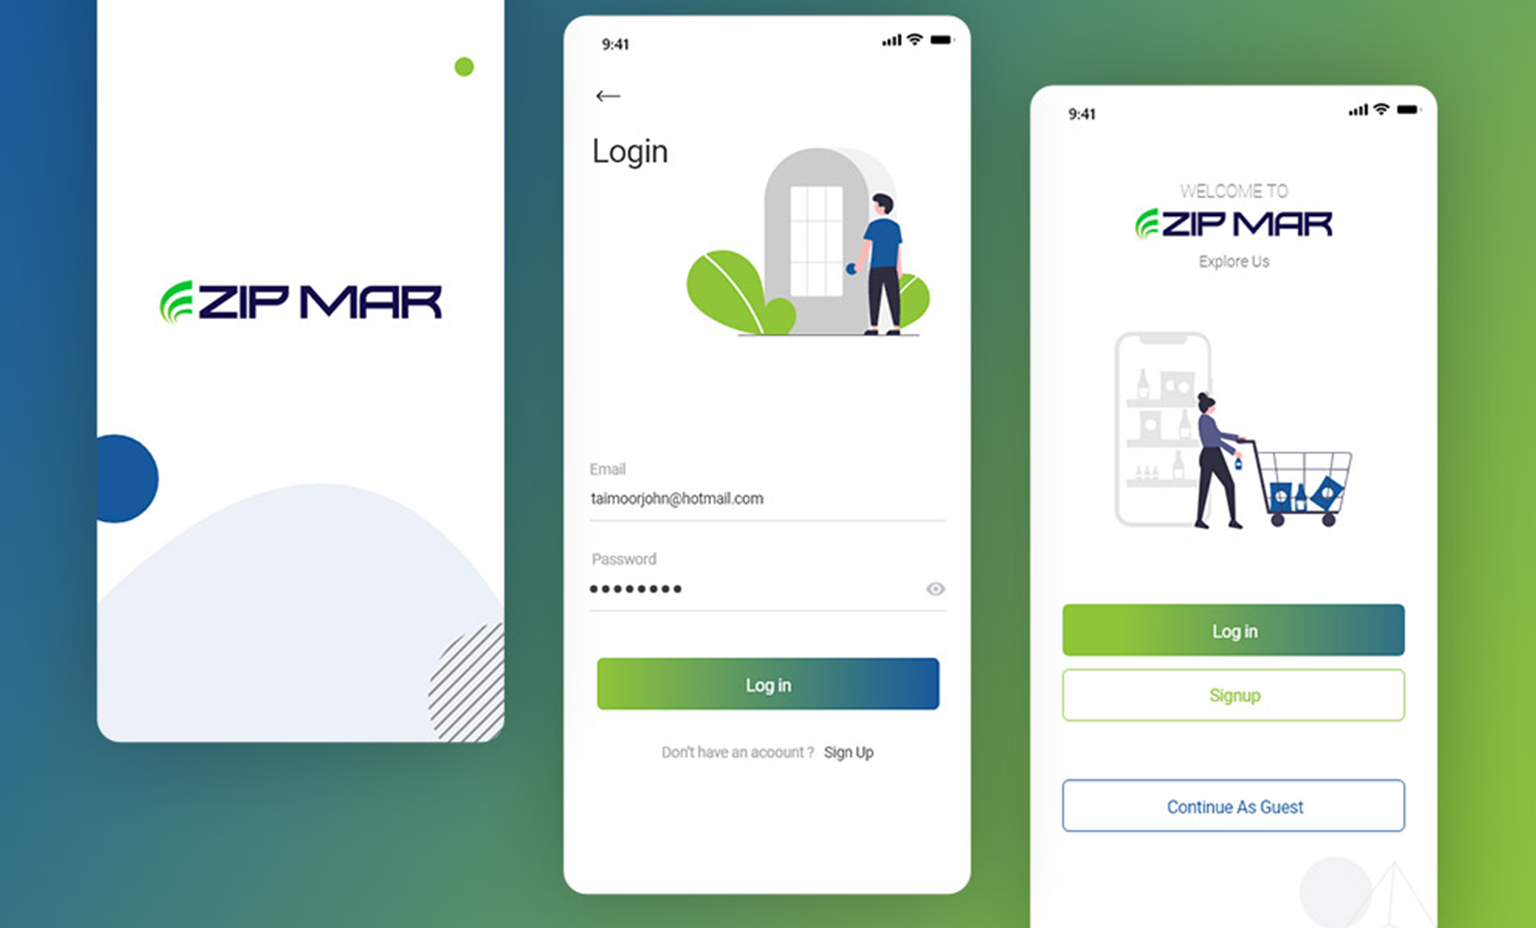 ZIP MAR
9:41
Login
Email
taimoorjohn@hotmail.com
Password
Log in
Don't have an acoount ? Sign Up
9:41
WELCOME TO
ZIP MAR
Explore Us
Log in
Signup
Continue As Guest